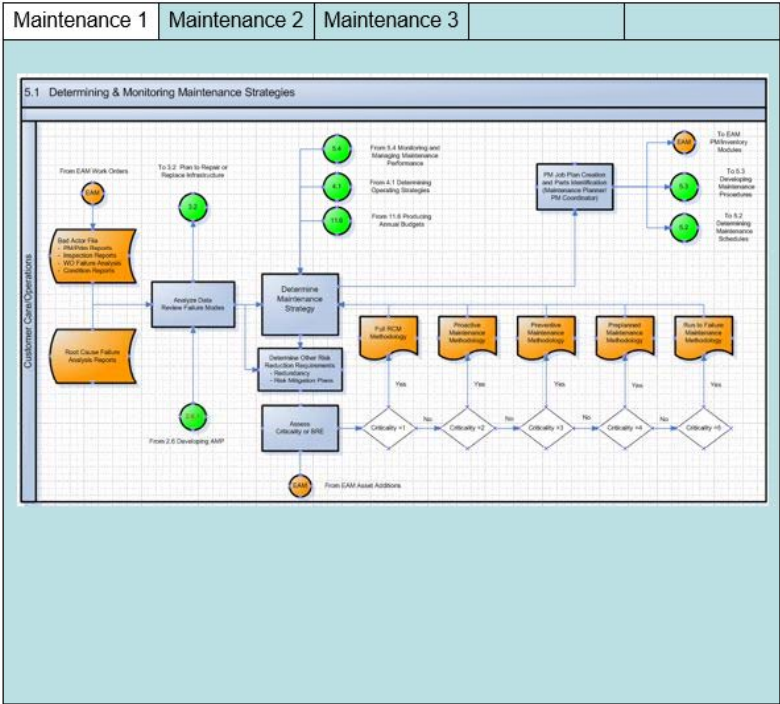 Maintenance 1
Maintenance 2
Maintenance 3
5.1 Determining & Monitoring Maintenance Strategies
Customer Care/Operations
From EAM Work Orders
EAM
Bad Actor File
- PM/Pdm Reports
- Inspection Reports
- WO Failure Analysis
- Condition Reports
Root Cause Failure
Analysis Reports
To 3.2 Plan to Repair or
Replace Infrastructure
3.2
Analyze Data
Review Failure Modes
From 2.6 Developing AMP
5.4
From 5.4 Monitoring and
Managing Maintenance
Performance
4.1
From 4.1 Determining
Operating Strategies
11.6
From 11.6 Producing
Annual Budgets
Determine
Maintenance
Strategy
Determine Other Risk
Reduction Requirements
- Redundancy
- Risk Mitigation Plans
Assess
Criticality or BRE
EAM
From EAM Asset Additions
PM Job Plan Creation
and Parts Identification
(Maintenance Planner/
PM Coordinator)
EAM
To EAM
PM/Inventory
Modules
5.3
To 5.3
Developing
Maintenance
Procedures
5.2
To 5.2
Determining
Maintenance
Schedules
Full RCM
Methodology
Proactive
Maintenance
Methodology
Preventive
Maintenance
Methodology
Preplanned
Maintenance
Methodology
Run to Failure
Maintenance
Methodology
Yes
Yes
Yes
Yes
Yes
Criticality =1
No
Criticality =2
No
Criticality =3
No
Criticality =4
No
Criticality =5